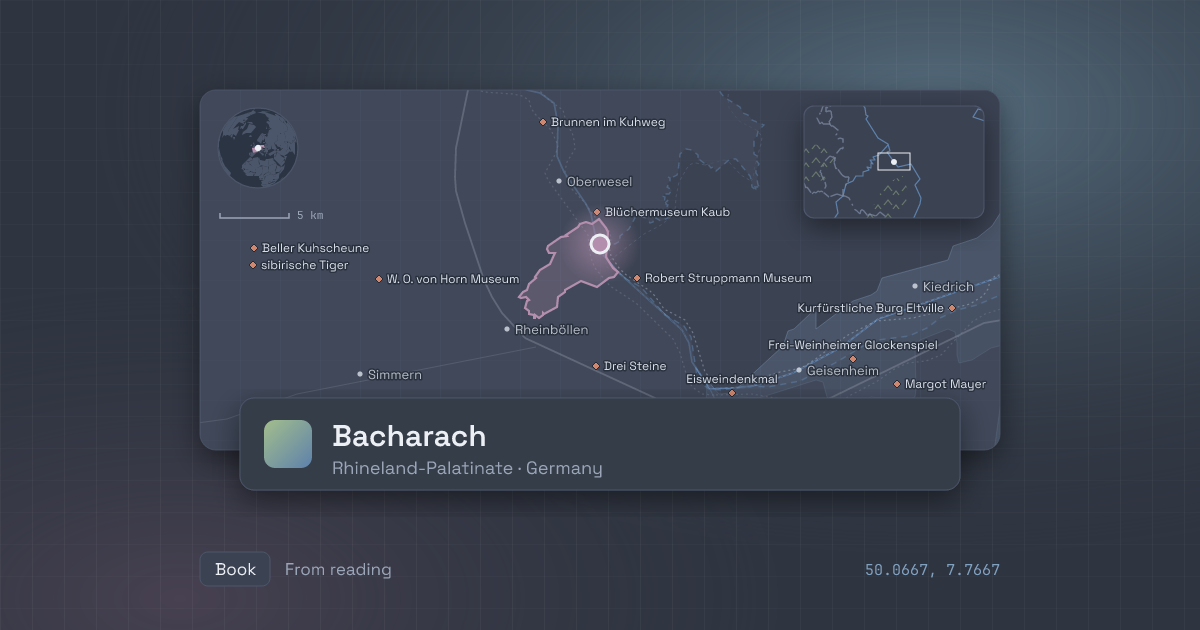 Brunnen im Kuhweg
Oberwesel
Blüchermuseum Kaub
5 km
Beller Kuhscheune
sibirische Tiger
W. O. von Horn Museum
Robert Struppmann Museum
Kiedrich
Kurfürstliche Burg Eltville
Rheinböllen
Frei-Weinheimer Glockenspiel
Drei Steine
Geisenheim
Simmern
Eisweindenkmal
Margot Mayer
Bacharach
Rhineland-Palatinate · Germany
Book
From reading
50.0667, 7.7667